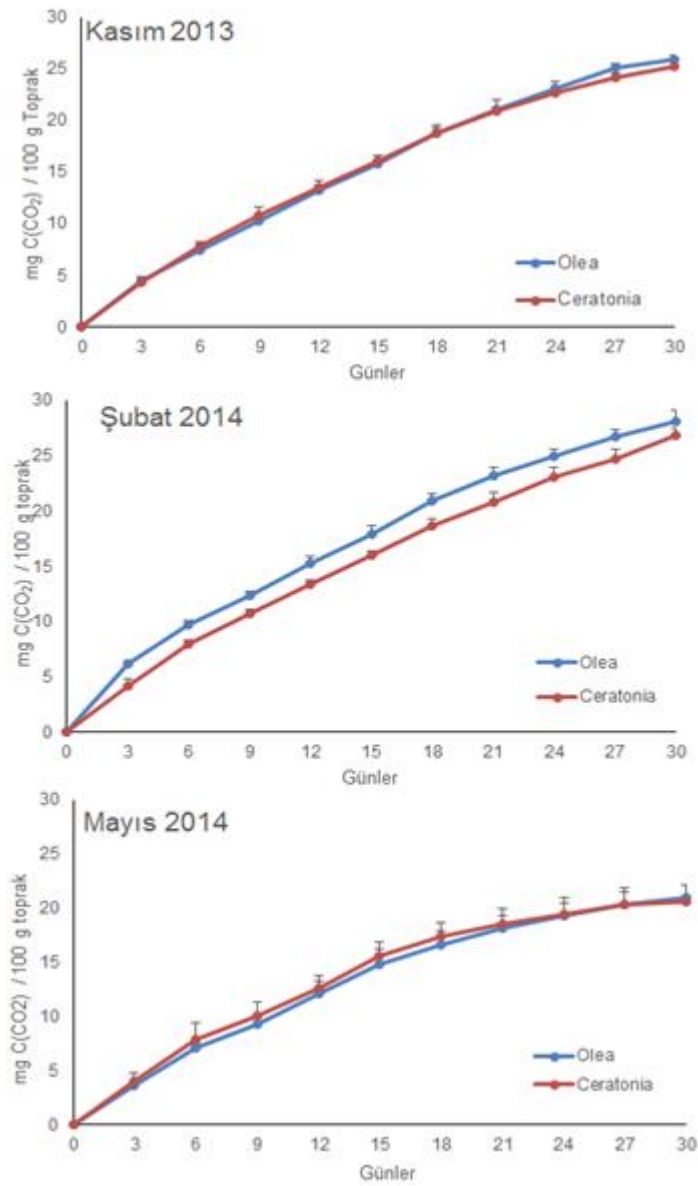 Kasım 2013
mg C(CO₂) / 100 g Toprak
30
25
20
15
10
5
0
Olea
Ceratonia
0 3 6 9 12 15 18 21 24 27 30
Günler
Şubat 2014
mg C(CO₂) / 100 g toprak
30
25
20
15
10
5
0
Olea
Ceratonia
0 3 6 9 12 15 18 21 24 27 30
Günler
Mayıs 2014
mg C(CO2) / 100 g toprak
30
25
20
15
10
5
0
Olea
Ceratonia
0 3 6 9 12 15 18 21 24 27 30
Günler